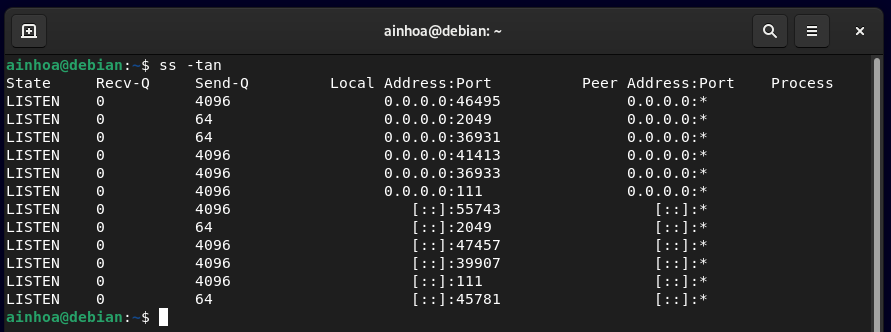 ainhoa@debian: ~
ainhoa@debian:~$ ss -tan
State Recv-Q Send-Q Local Address:Port Peer Address:Port Process
LISTEN 0 4096 0.0.0.0:46495 0.0.0.0:*
LISTEN 0 64 0.0.0.0:2049 0.0.0.0:*
LISTEN 0 64 0.0.0.0:36931 0.0.0.0:*
LISTEN 0 4096 0.0.0.0:41413 0.0.0.0:*
LISTEN 0 4096 0.0.0.0:36933 0.0.0.0:*
LISTEN 0 4096 0.0.0.0:111 0.0.0.0:*
LISTEN 0 4096 [::]:55743 [::]:*
LISTEN 0 64 [::]:2049 [::]:*
LISTEN 0 4096 [::]:47457 [::]:*
LISTEN 0 4096 [::]:39907 [::]:*
LISTEN 0 4096 [::]:111 [::]:*
LISTEN 0 64 [::]:45781 [::]:*
ainhoa@debian:~$